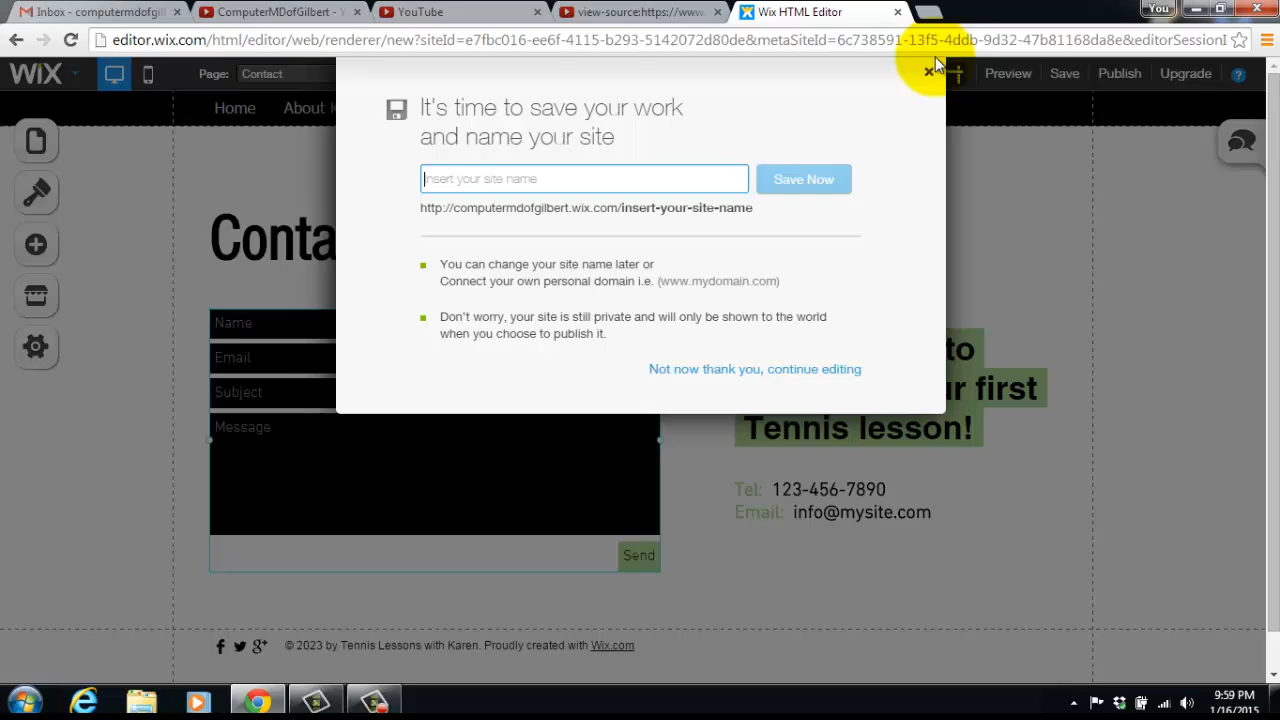 Inbox - computermdofgil
ComputerMDofGilbert - Y
YouTube
view-source:https://www.
Wix HTML Editor
You
editor.wix.com/html/editor/web/renderer/new?siteId=e7fbc016-ee6f-4115-b293-5142072d80de&metaSiteId=6c738591-13f5-4ddb-9d32-47b81168da8e&editorSessionI
WiX
Page:
Contact
Preview
Save
Publish
Upgrade
?
Home
About K
It's time to save your work
and name your site
Insert your site name
Save Now
http://computermdofgilbert.wix.com/insert-your-site-name
You can change your site name later or
Connect your own personal domain i.e. (www.mydomain.com)
Don't worry, your site is still private and will only be shown to the world
when you choose to publish it.
Not now thank you, continue editing
Conta
Name
Email
Subject
Message
Send
to
ur first
Tennis lesson!
Tel: 123-456-7890
Email: info@mysite.com
© 2023 by Tennis Lessons with Karen. Proudly created with Wix.com
9:59 PM
1/16/2015